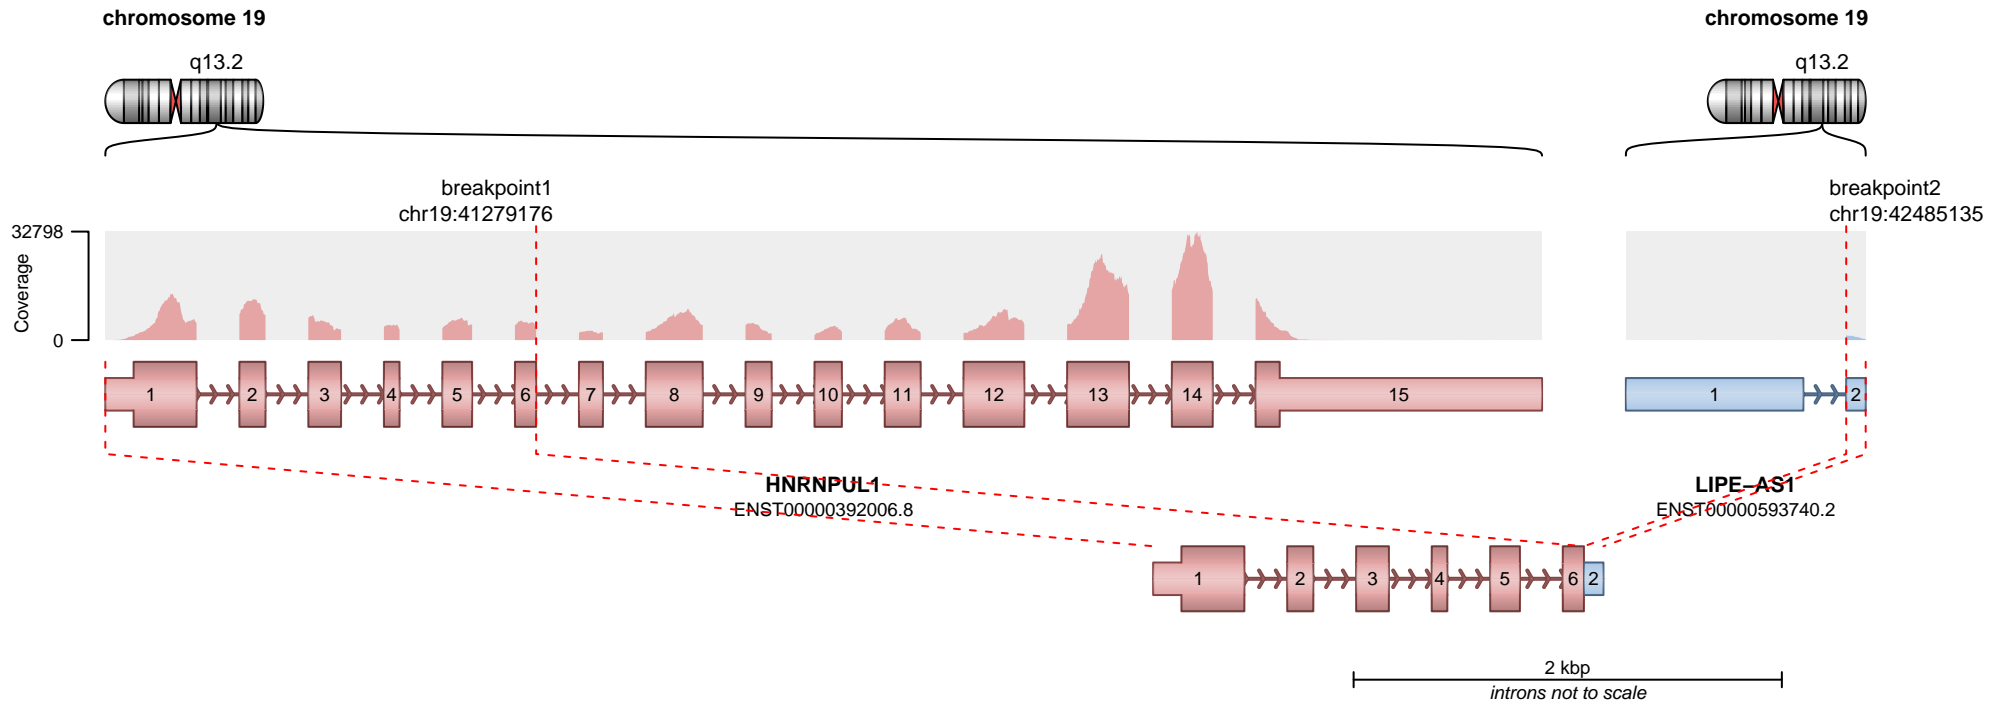 chromosome 19
chromosome 19
q13.2
q13.2
breakpoint1
chr19:41279176
breakpoint2
chr19:42485135
32798
Coverage
0
1 2 3 4 5 6 7 8 9 10 11 12 13 14 15
1 2
HNRNPUL1
ENST00000392006.8
LIPE–AS1
ENST00000593740.2
1 2 3 4 5 6 2
2 kbp
introns not to scale